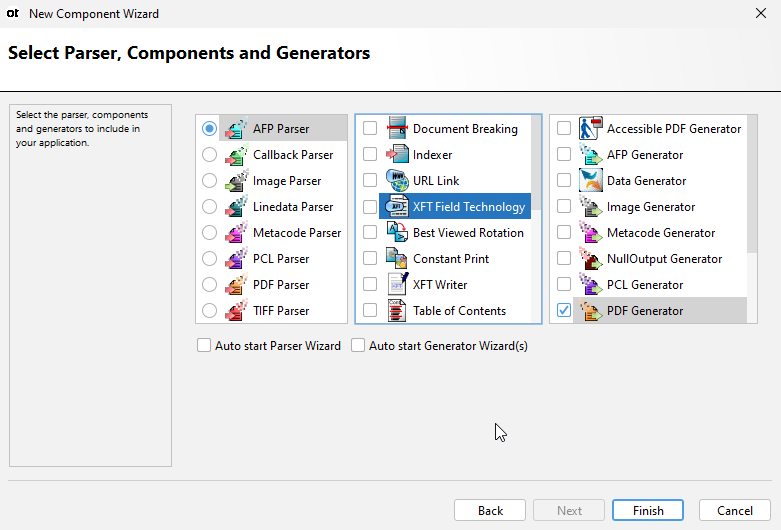 ot New Component Wizard
Select Parser, Components and Generators
Select the parser, components
and generators to include in
your application.
AFP Parser
Callback Parser
Image Parser
Linedata Parser
Metacode Parser
PCL Parser
PDF Parser
TIFF Parser
Document Breaking
Indexer
URL Link
XFT Field Technology
Best Viewed Rotation
Constant Print
XFT Writer
Table of Contents
Accessible PDF Generator
AFP Generator
Data Generator
Image Generator
Metacode Generator
NullOutput Generator
PCL Generator
PDF Generator
Auto start Parser Wizard
Auto start Generator Wizard(s)
Back
Next
Finish
Cancel